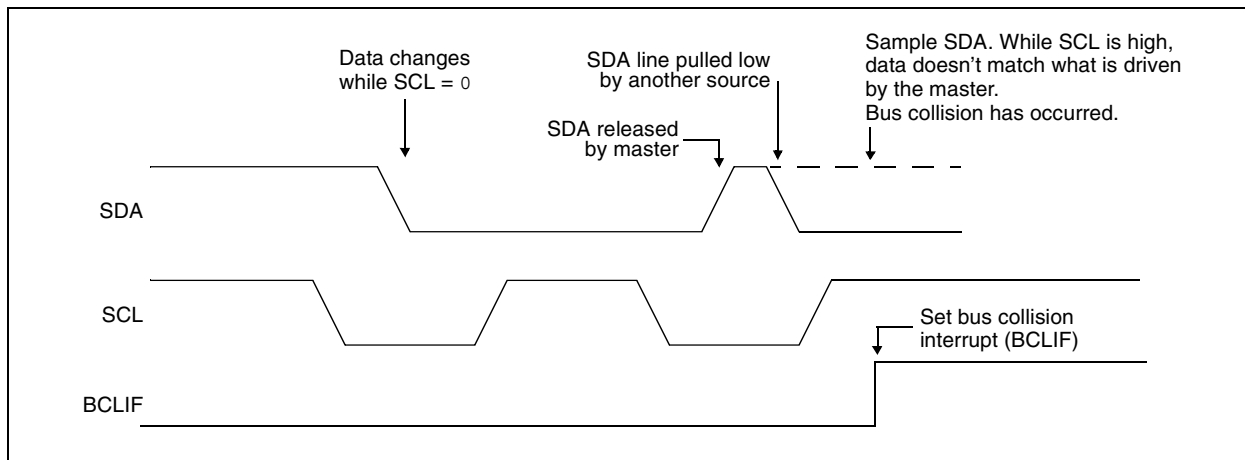 Data changes
while SCL = 0
SDA line pulled low
by another source
Sample SDA. While SCL is high,
data doesn’t match what is driven
by the master.
Bus collision has occurred.
SDA released
by master
SDA
SCL
Set bus collision
interrupt (BCLIF)
BCLIF